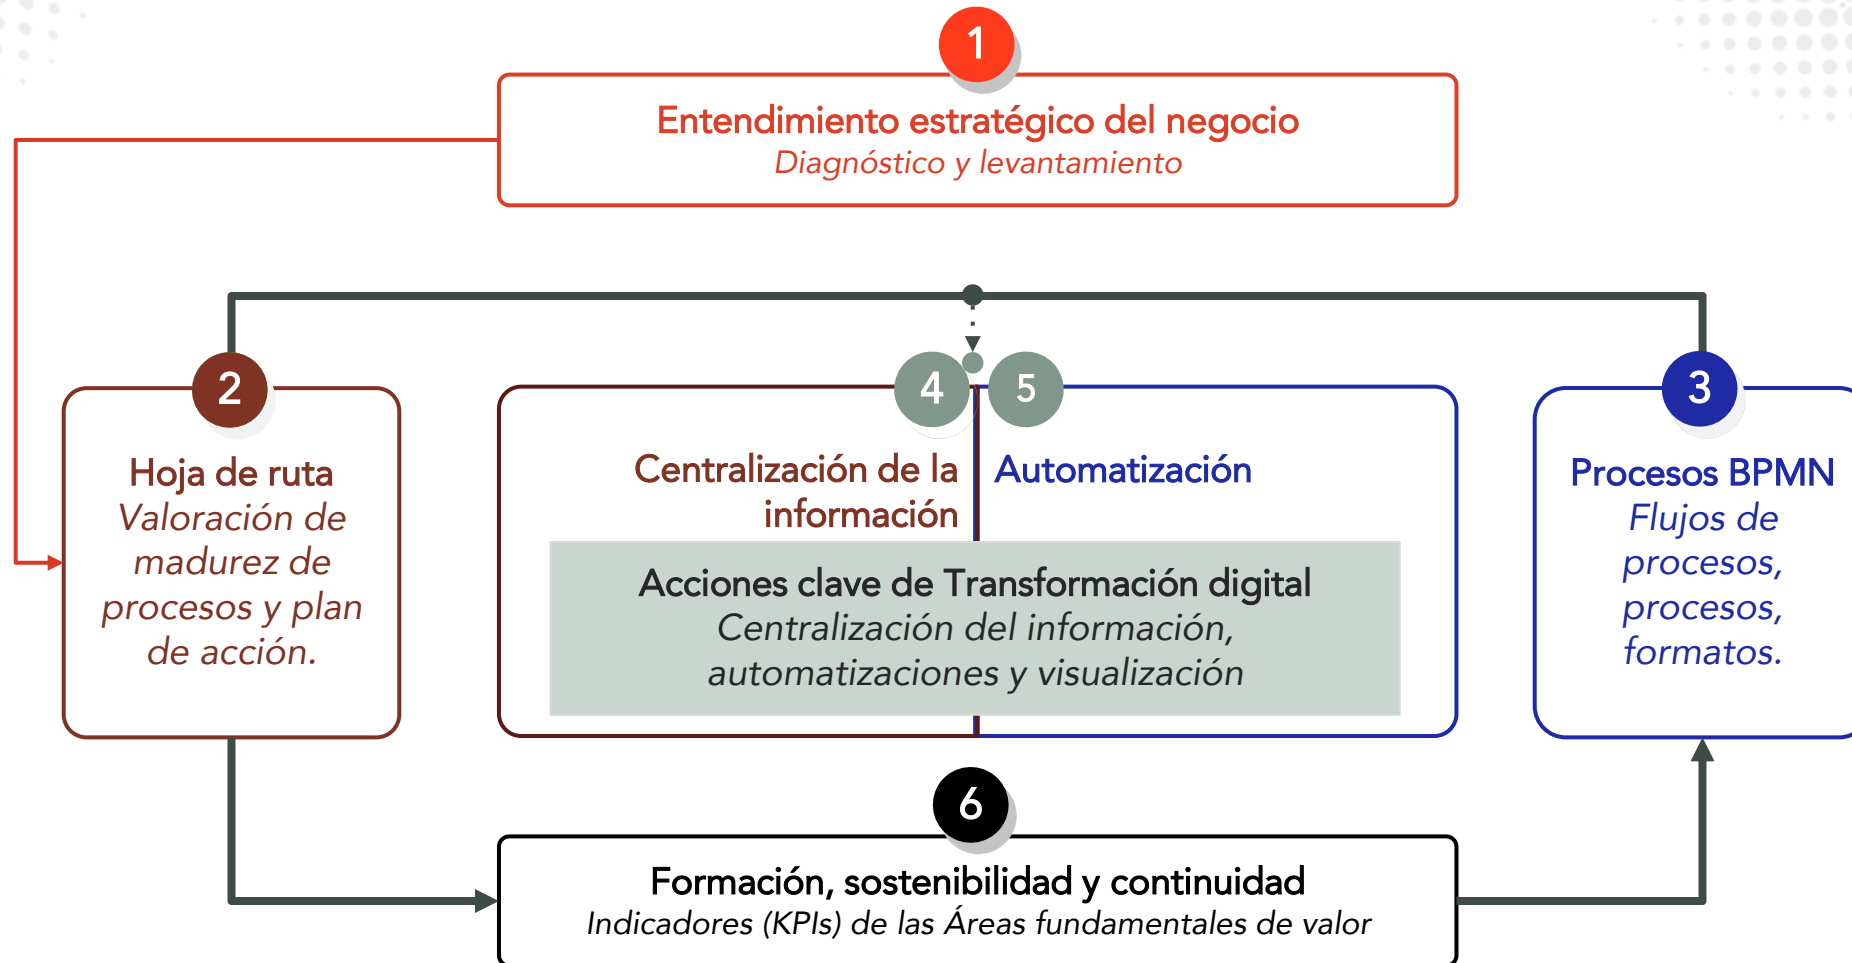 1
Entendimiento estratégico del negocio
Diagnóstico y levantamiento
2
Hoja de ruta
Valoración de
madurez de
procesos y plan
de acción.
4
Centralización de la
información
5
Automatización
Acciones clave de Transformación digital
Centralización del información,
automatizaciones y visualización
3
Procesos BPMN
Flujos de
procesos,
procesos,
formatos.
6
Formación, sostenibilidad y continuidad
Indicadores (KPIs) de las Áreas fundamentales de valor